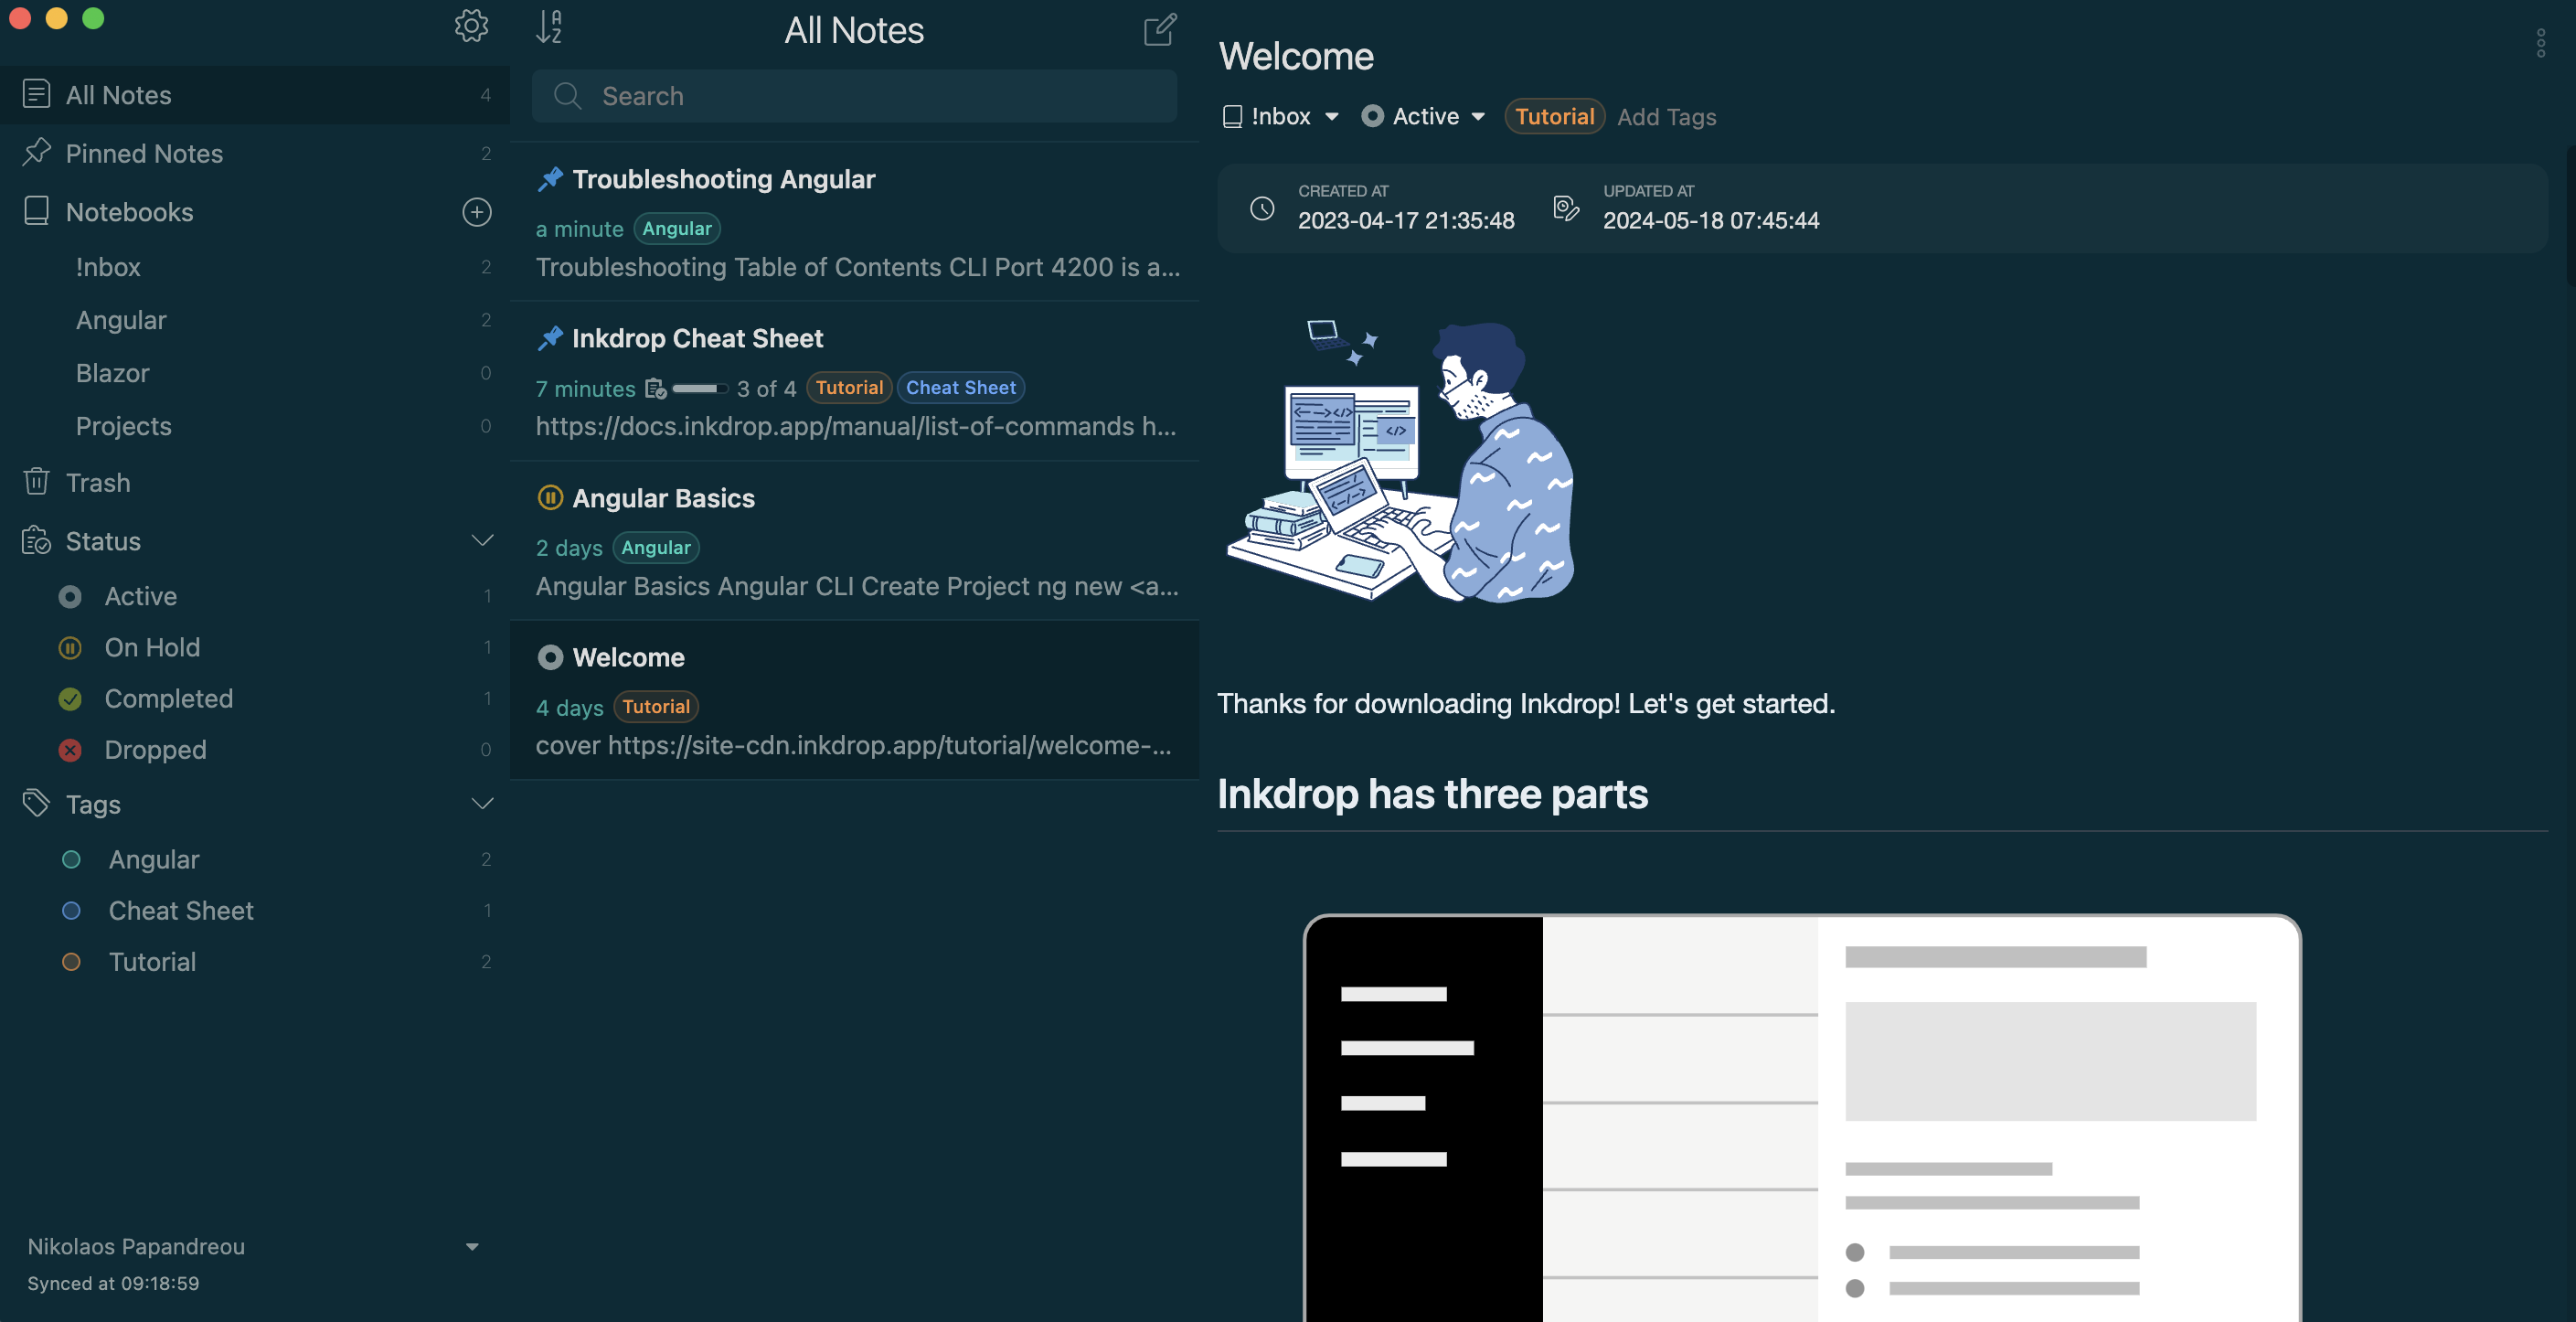 All Notes 4
Pinned Notes 2
Notebooks
!nbox 2
Angular 2
Blazor 0
Projects 0
Trash
Status
Active 1
On Hold 1
Completed 1
Dropped 0
Tags
Angular 2
Cheat Sheet 1
Tutorial 2
Nikolaos Papandreou
Synced at 09:18:59
All Notes
Search
Troubleshooting Angular
a minute Angular
Troubleshooting Table of Contents CLI Port 4200 is a...
Inkdrop Cheat Sheet
7 minutes 3 of 4 Tutorial Cheat Sheet
https://docs.inkdrop.app/manual/list-of-commands h...
Angular Basics
2 days Angular
Angular Basics Angular CLI Create Project ng new <a...
Welcome
4 days Tutorial
cover https://site-cdn.inkdrop.app/tutorial/welcome-...
Welcome
!nbox Active Tutorial Add Tags
CREATED AT
2023-04-17 21:35:48
UPDATED AT
2024-05-18 07:45:44
Thanks for downloading Inkdrop! Let's get started.
Inkdrop has three parts